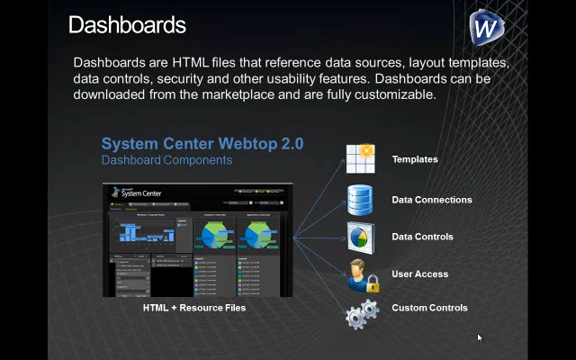 Dashboards
W
Dashboards are HTML files that reference data sources, layout templates,
data controls, security and other usability features. Dashboards can be
downloaded from the marketplace and are fully customizable.
System Center Webtop 2.0
Dashboard Components
System Center
Templates
Data Connections
Data Controls
User Access
Custom Controls
HTML + Resource Files